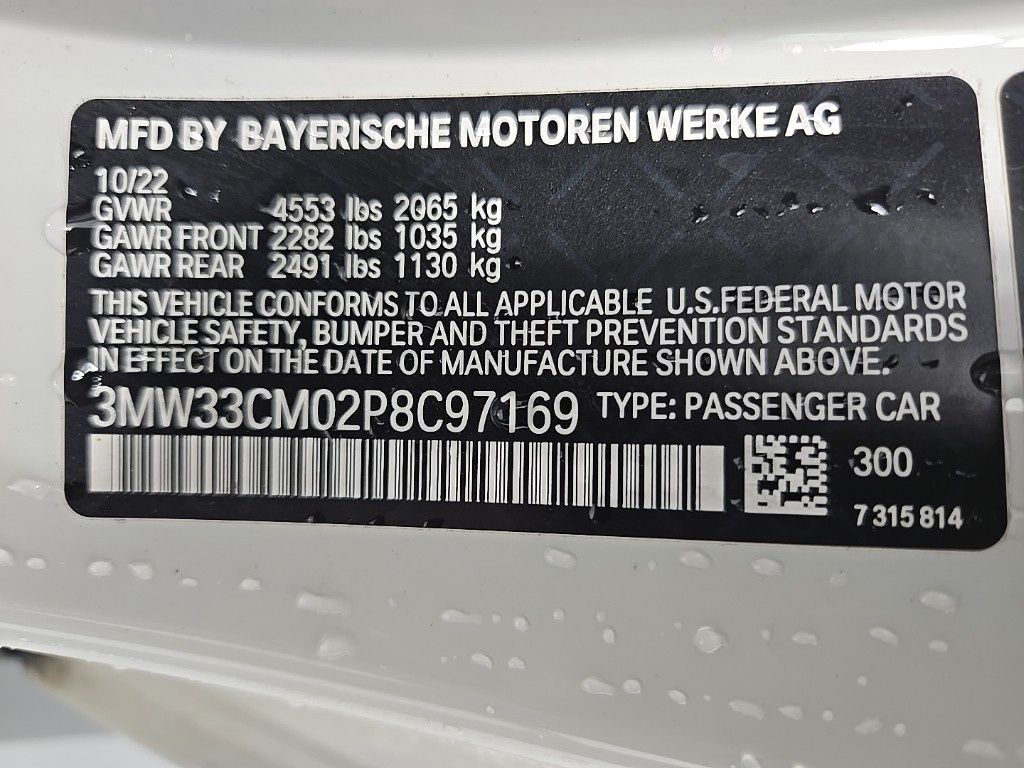 MFD BY BAYERISCHE MOTOREN WERKE AG
10/22
GVWR 4553 lbs 2065 kg
GAWR FRONT 2282 lbs 1035 kg
GAWR REAR 2491 lbs 1130 kg
THIS VEHICLE CONFORMS TO ALL APPLICABLE U.S.FEDERAL MOTOR
VEHICLE SAFETY, BUMPER AND THEFT PREVENTION STANDARDS
IN EFFECT ON THE DATE OF MANUFACTURE SHOWN ABOVE.
3MW33CM02P8C97169 TYPE: PASSENGER CAR
300
7 315 814